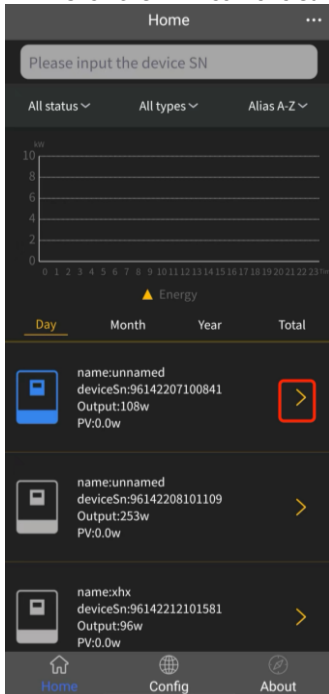 Home
...
Please input the device SN
All status
All types
Alias A-Z
kW
10
8
6
4
2
0
0 1 2 3 4 5 6 7 8 9 10 11 12 13 14 15 16 17 18 19 20 21 22 23
Energy
Day
Month
Year
Total
name:unnamed
deviceSn:96142207100841
Output:108w
PV:0.0w
name:unnamed
deviceSn:96142208101109
Output:253w
PV:0.0w
name:xhx
deviceSn:96142212101581
Output:96w
PV:0.0w
Home
Config
About